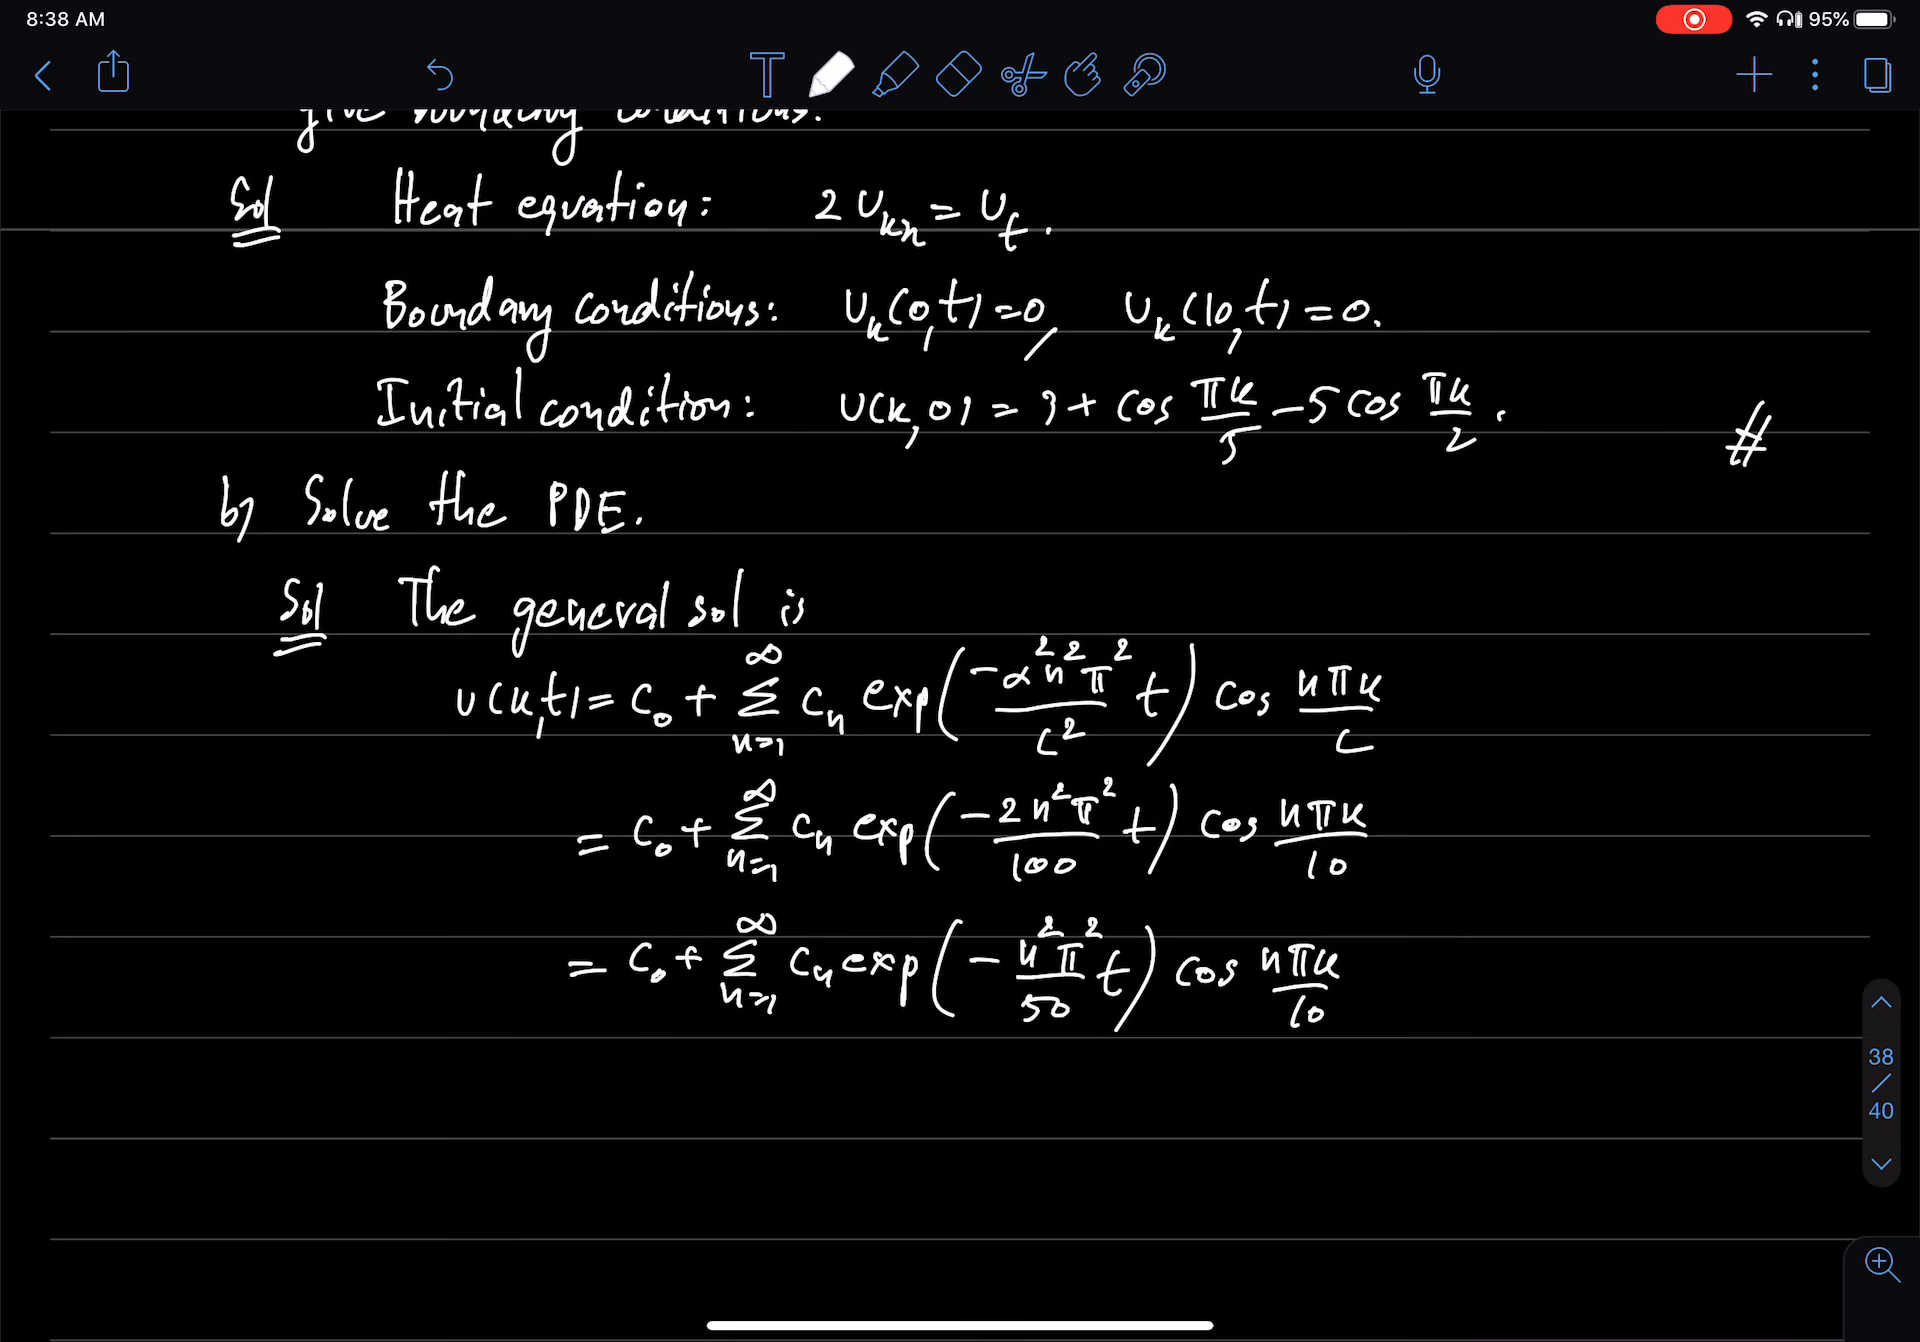 8:38 AM
95%
give boundary conditions.
Sol Heat equation: 2 u_xx = u_t.
Boundary conditions: u_x(0,t) = 0, u_x(10,t) = 0.
Initial condition: u(x,0) = 3 + cos πx/5 - 5 cos πx/2. #
b) Solve the PDE.
Sol The general sol is
u(x,t) = C_0 + ∑_{n=1}^∞ C_n exp(-α²n²π²/L² t) cos nπx/L
= C_0 + ∑_{n=1}^∞ C_n exp(-2n²π²/100 t) cos nπx/10
= C_0 + ∑_{n=1}^∞ C_n exp(-n²π²/50 t) cos nπx/10
38
/
40